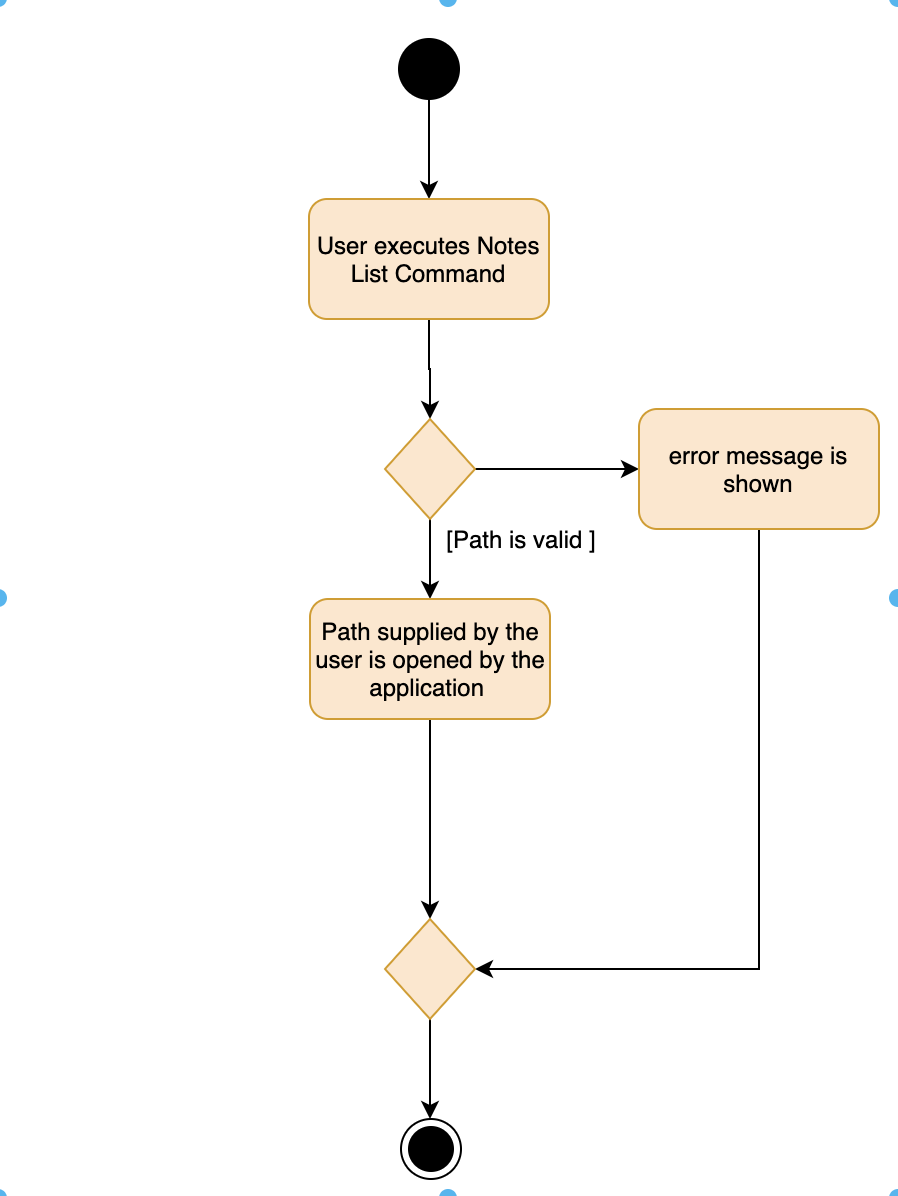 User executes Notes
List Command
error message is
shown
[Path is valid ]
Path supplied by the
user is opened by the
application